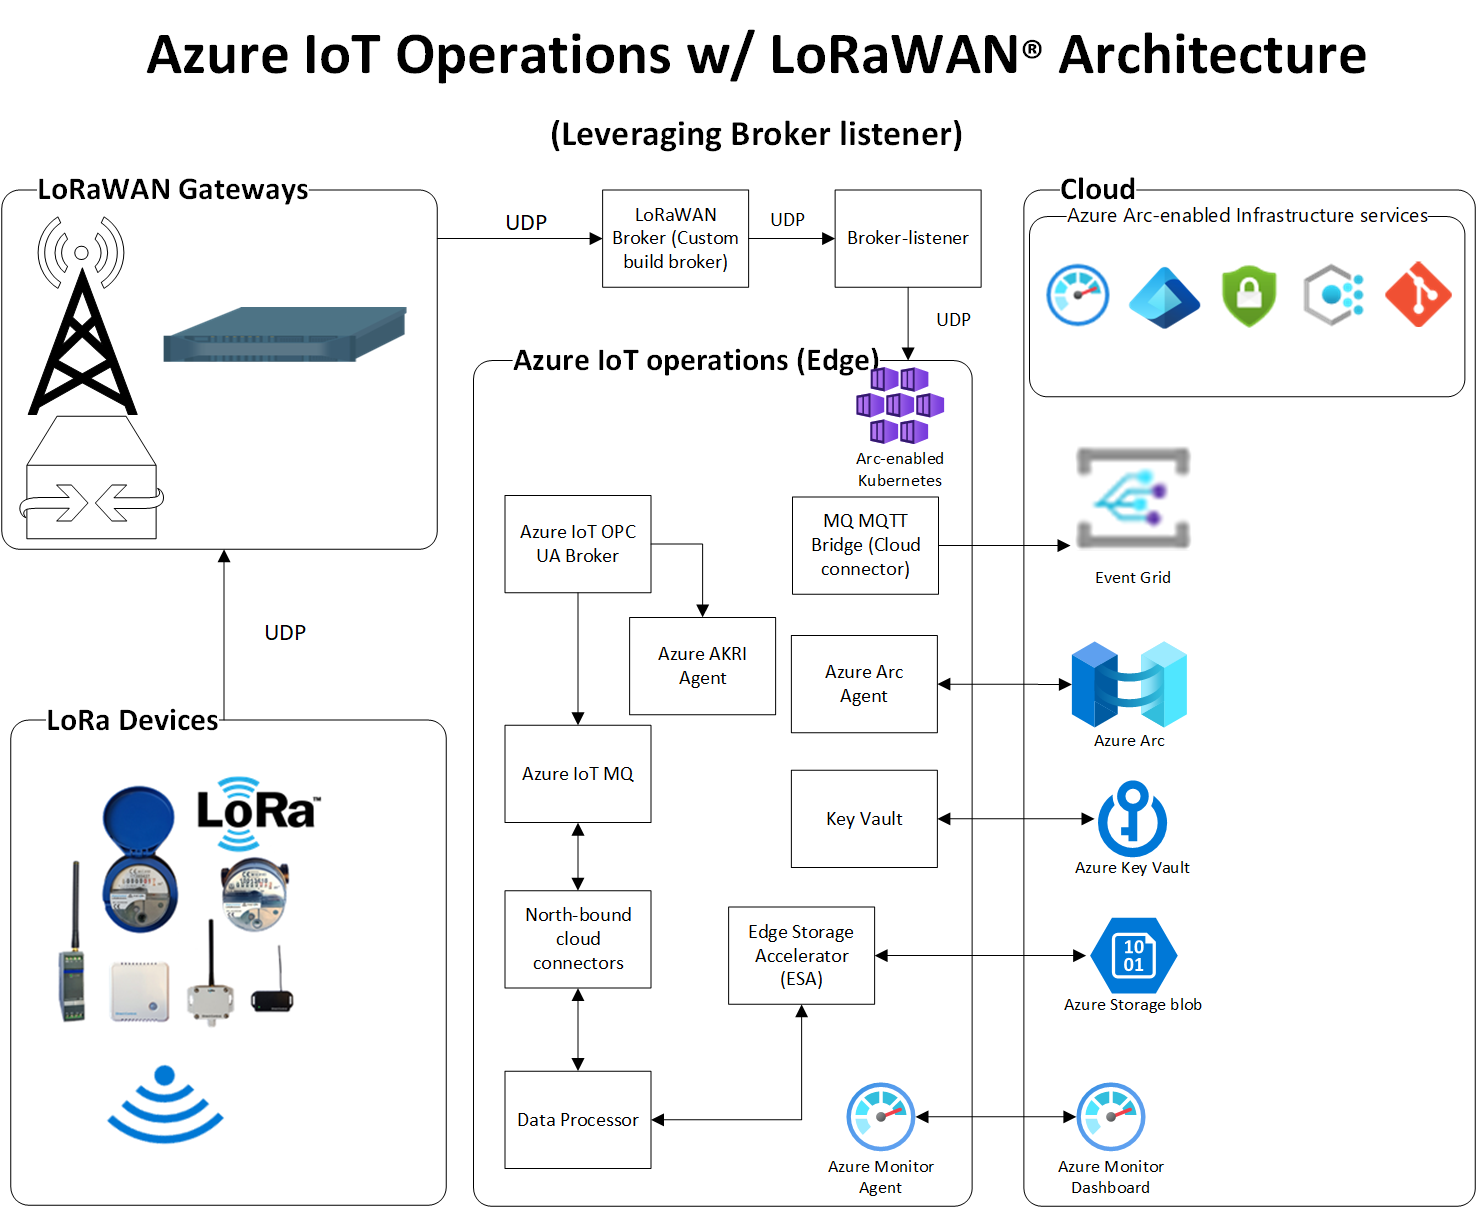 Azure IoT Operations w/ LoRaWAN® Architecture
(Leveraging Broker listener)
LoRaWAN Gateways
UDP
LoRaWAN
Broker (Custom
build broker)
UDP
Broker-listener
UDP
Cloud
Azure Arc-enabled Infrastructure services
Azure IoT operations (Edge)
Arc-enabled
Kubernetes
Azure IoT OPC
UA Broker
MQ MQTT
Bridge (Cloud
connector)
Event Grid
UDP
Azure AKRI
Agent
Azure Arc
Agent
Azure Arc
LoRa Devices
LoRa™
Azure IoT MQ
Key Vault
Azure Key Vault
North-bound
cloud
connectors
Edge Storage
Accelerator
(ESA)
10
01
Azure Storage blob
Data Processor
Azure Monitor
Agent
Azure Monitor
Dashboard